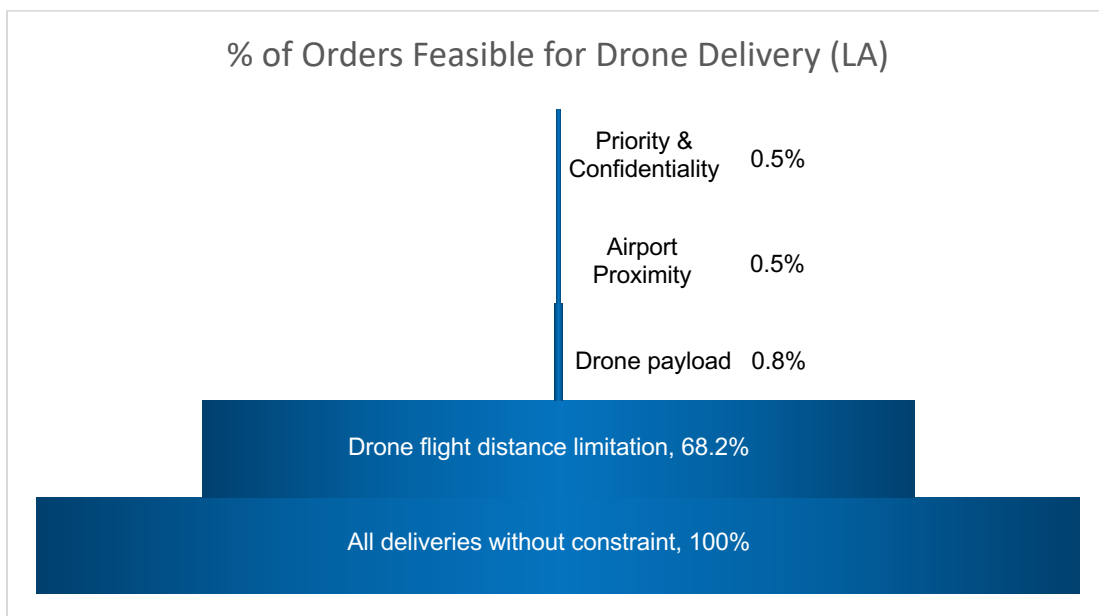 % of Orders Feasible for Drone Delivery (LA)
Priority &
Confidentiality
0.5%
Airport
Proximity
0.5%
Drone payload 0.8%
Drone flight distance limitation, 68.2%
All deliveries without constraint, 100%